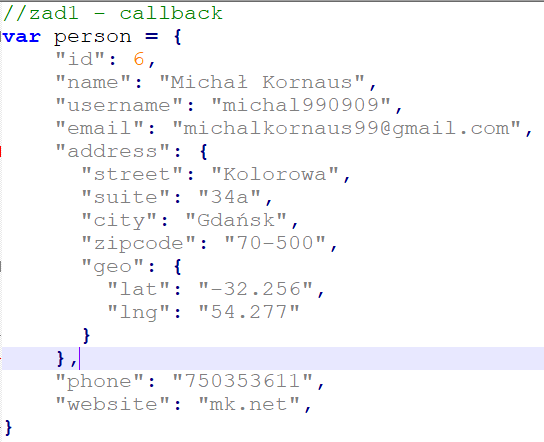 //zad1 - callback
var person = {
    "id": 6,
    "name": "Michał Kornaus",
    "username": "michal990909",
    "email": "michalkornaus99@gmail.com",
    "address": {
      "street": "Kolorowa",
      "suite": "34a",
      "city": "Gdańsk",
      "zipcode": "70-500",
      "geo": {
        "lat": "-32.256",
        "lng": "54.277"
      }
    },
    "phone": "750353611",
    "website": "mk.net",
}